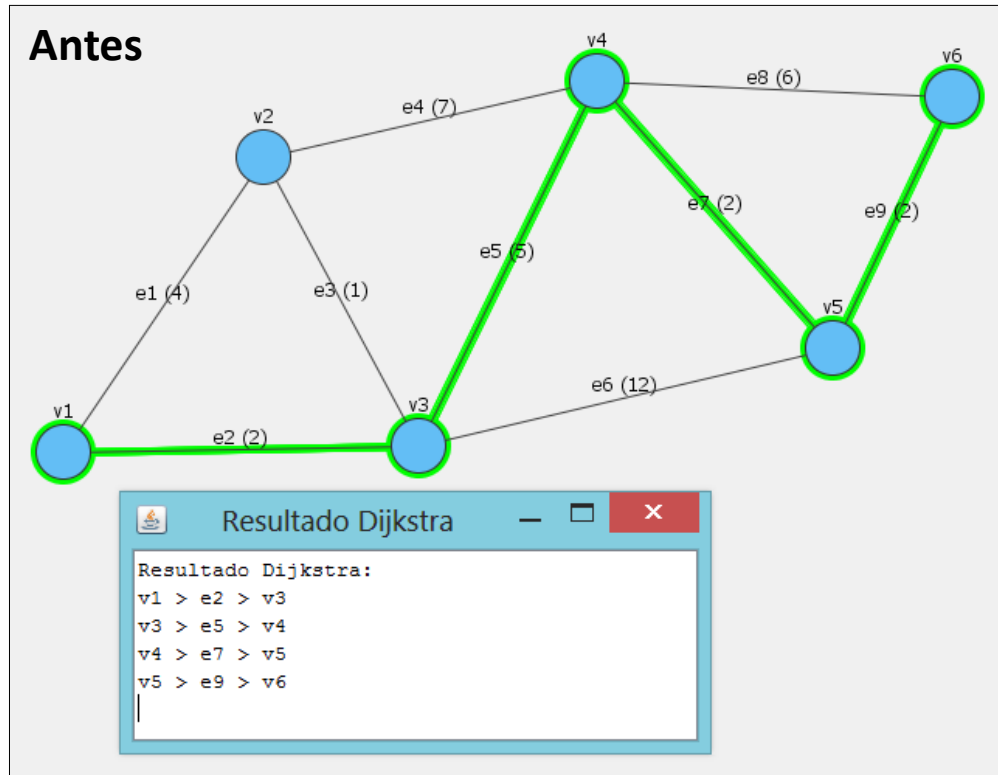 Antes
v4
v6
e8 (6)
e4 (7)
v2
e7 (2)
e9 (2)
e5 (5)
e1 (4)
e3 (1)
v5
e6 (12)
v1
v3
e2 (2)
Resultado Dijkstra
Resultado Dijkstra:
v1 > e2 > v3
v3 > e5 > v4
v4 > e7 > v5
v5 > e9 > v6